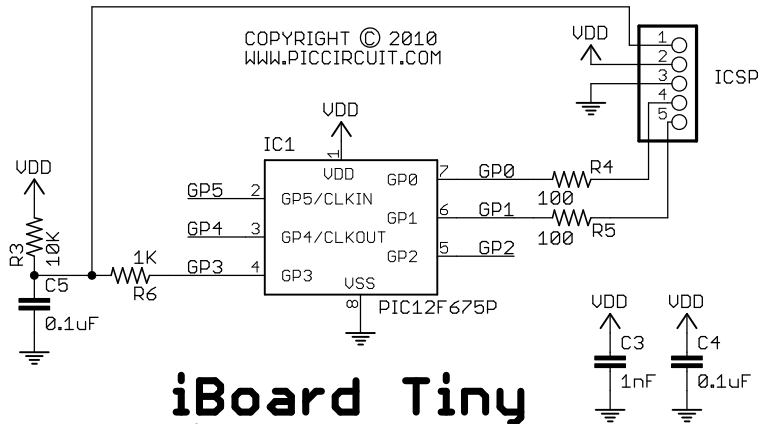 COPYRIGHT © 2010
WWW.PICCIRCUIT.COM
VDD
1
2
3
4
5
ICSP
VDD
IC1
1
VDD
GP5
2
GP5/CLKIN
GP4
3
GP4/CLKOUT
GP3
4
GP3
GP0
7
GP0
R4
100
GP1
6
GP1
R5
100
GP2
5
GP2
VSS
8
PIC12F675P
VDD
R3
10K
1K
R6
C5
0.1uF
VDD
C3
1nF
VDD
C4
0.1uF
iBoard Tiny